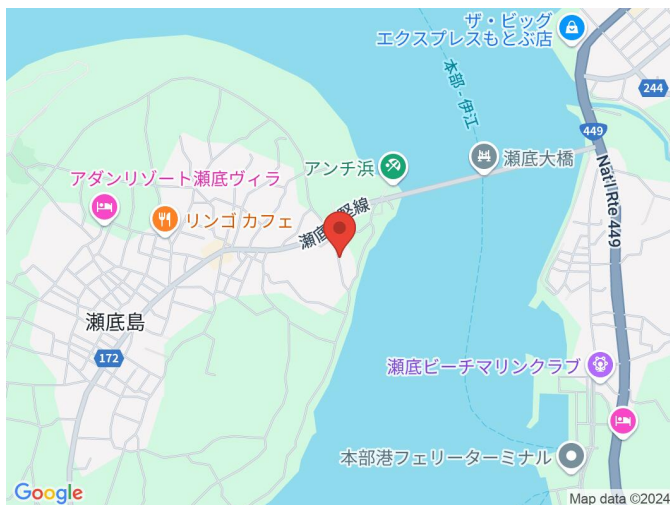 ザ・ビッグ
エクスプレスもとぶ店
244
本部-伊江
449
瀬底大橋
アンチ浜
Nat'l Rte 449
アダンリゾート瀬底ヴィラ
リンゴ カフェ
瀬底
堅線
瀬底島
172
瀬底ビーチマリンクラブ
本部港フェリーターミナル
Google
Map data ©2024